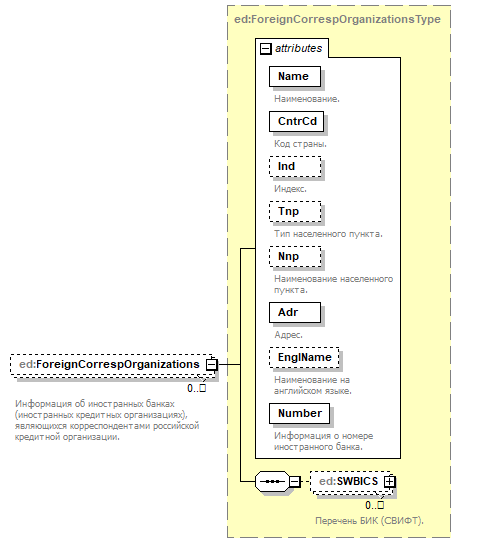 ed:ForeignCorrespOrganizationsType
attributes
Name
Наименование.
CntrCd
Код страны.
Ind
Индекс.
Tnp
Тип населенного пункта.
Nnp
Наименование населенного
пункта.
Adr
Адрес.
EnglName
Наименование на
английском языке.
Number
Информация о номере
иностранного банка.
ed:ForeignCorrespOrganizations
0..□
Информация об иностранных банках
(иностранных кредитных организациях),
являющихся корреспондентами российской
кредитной организации.
ed:SWBICS
0..□
Перечень БИК (СВИФТ).